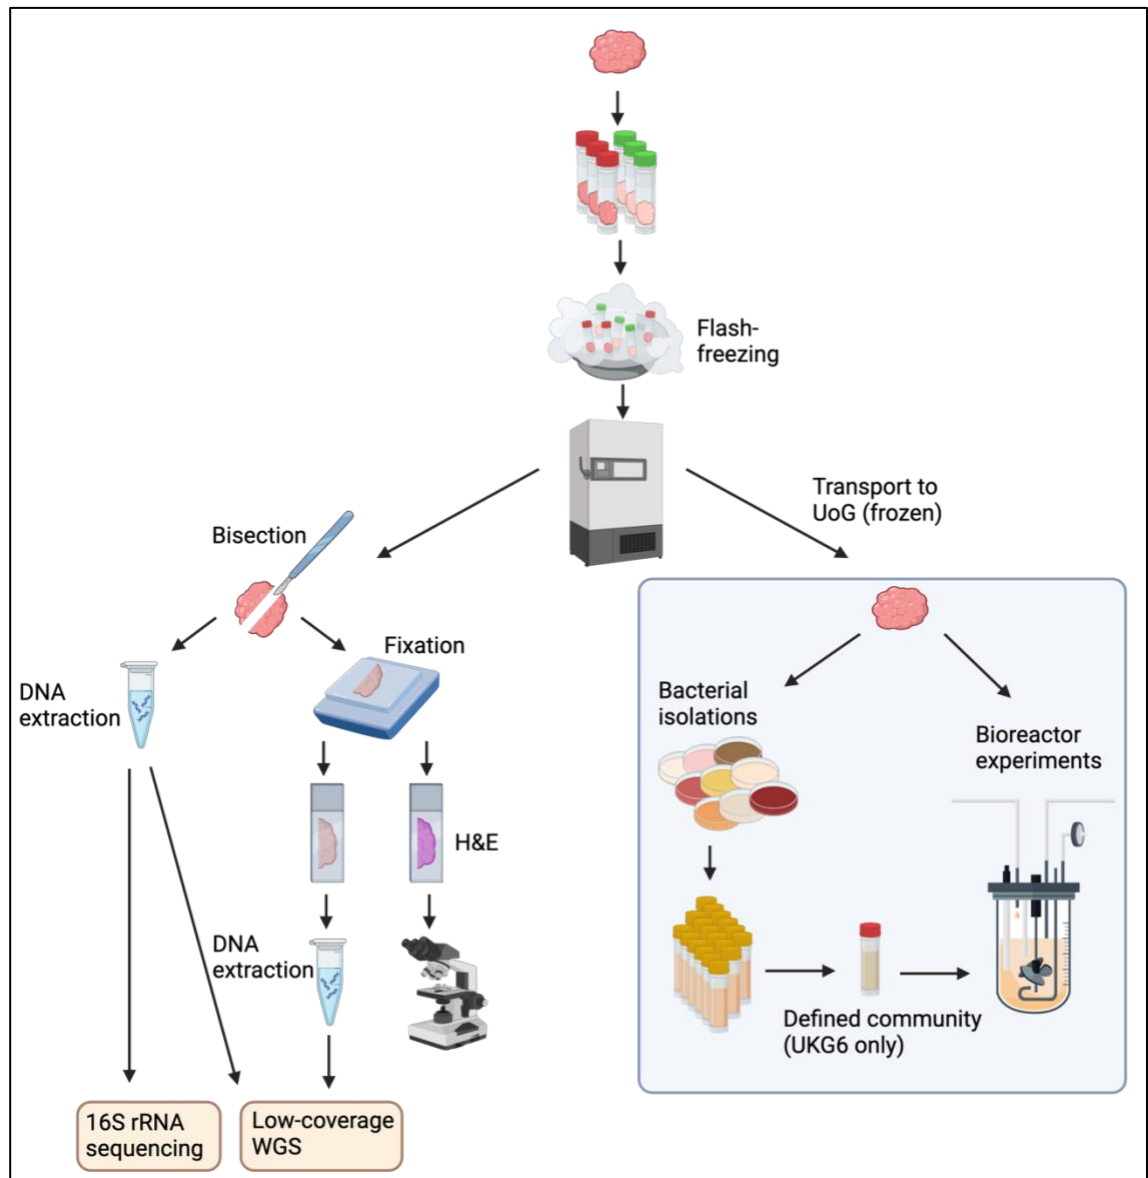 Flash-
freezing
Transport to
UoG (frozen)
Bisection
Fixation
DNA
extraction
Bacterial
isolations
Bioreactor
experiments
H&E
DNA
extraction
Defined community
(UKG6 only)
16S rRNA
sequencing
Low-coverage
WGS